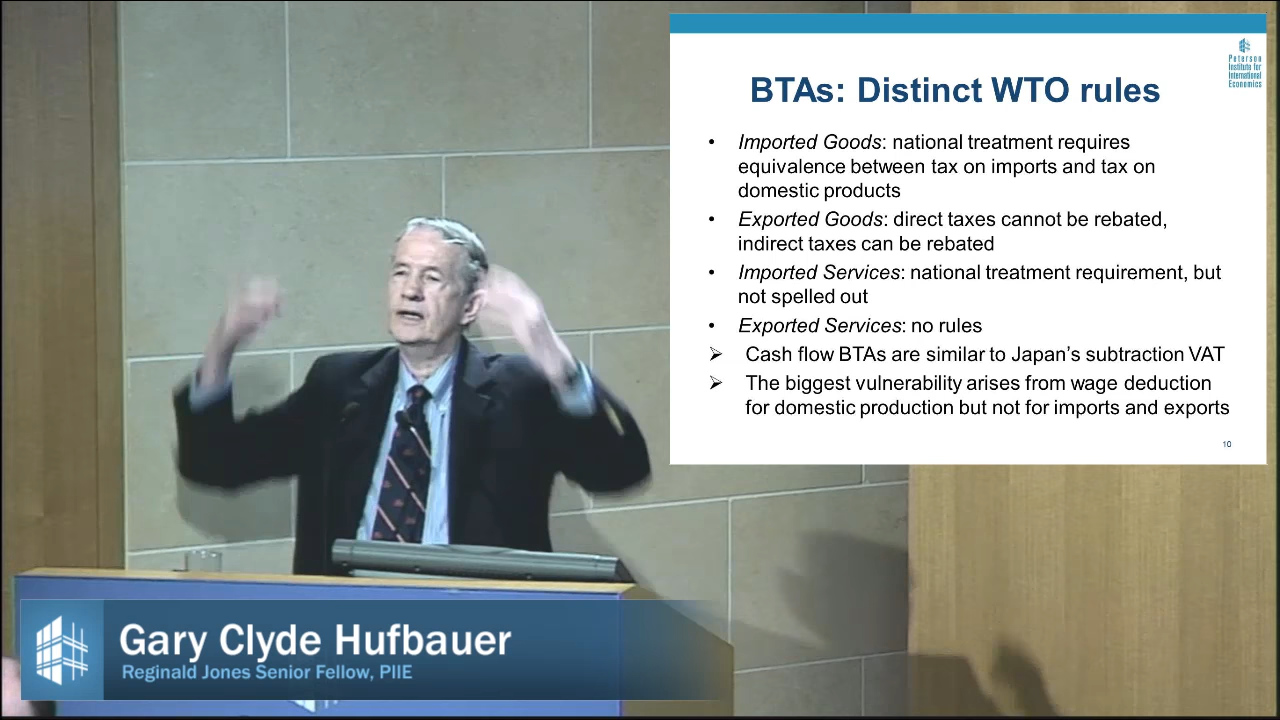 Peterson
Institute for
International
Economics
BTAs: Distinct WTO rules
• Imported Goods: national treatment requires
equivalence between tax on imports and tax on
domestic products
• Exported Goods: direct taxes cannot be rebated,
indirect taxes can be rebated
• Imported Services: national treatment requirement, but
not spelled out
• Exported Services: no rules
➢ Cash flow BTAs are similar to Japan’s subtraction VAT
➢ The biggest vulnerability arises from wage deduction
for domestic production but not for imports and exports
10
Gary Clyde Hufbauer
Reginald Jones Senior Fellow, PIIE